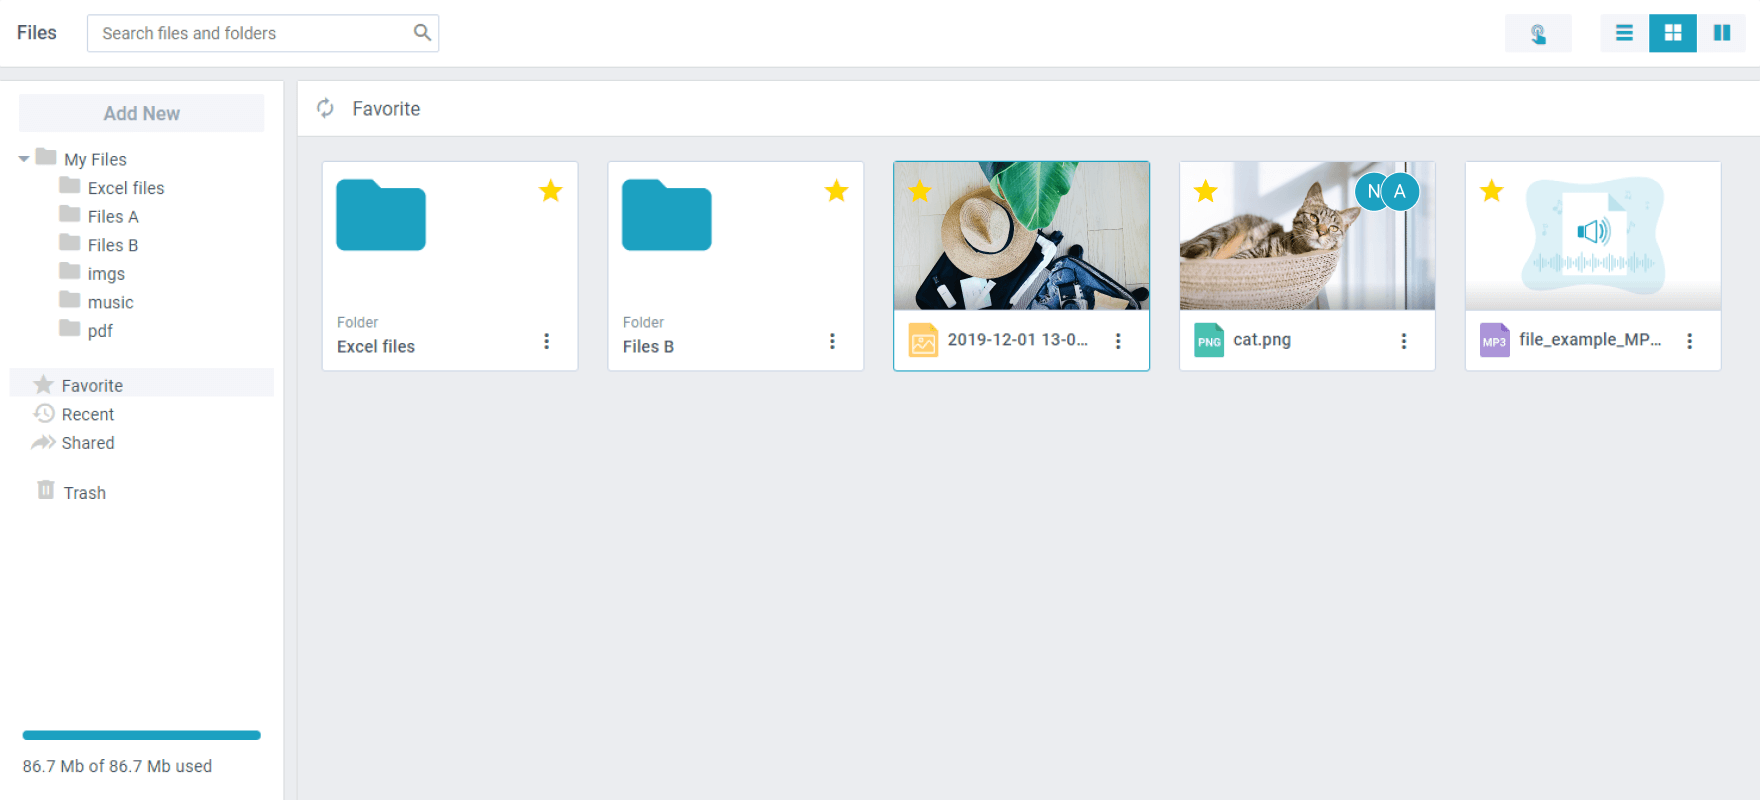 Files
Search files and folders
Add New
My Files
Excel files
Files A
Files B
imgs
music
pdf
Favorite
Recent
Shared
Trash
86.7 Mb of 86.7 Mb used
Favorite
Folder
Excel files
Folder
Files B
2019-12-01 13-0...
N A
PNG cat.png
MP3 file_example_MP...